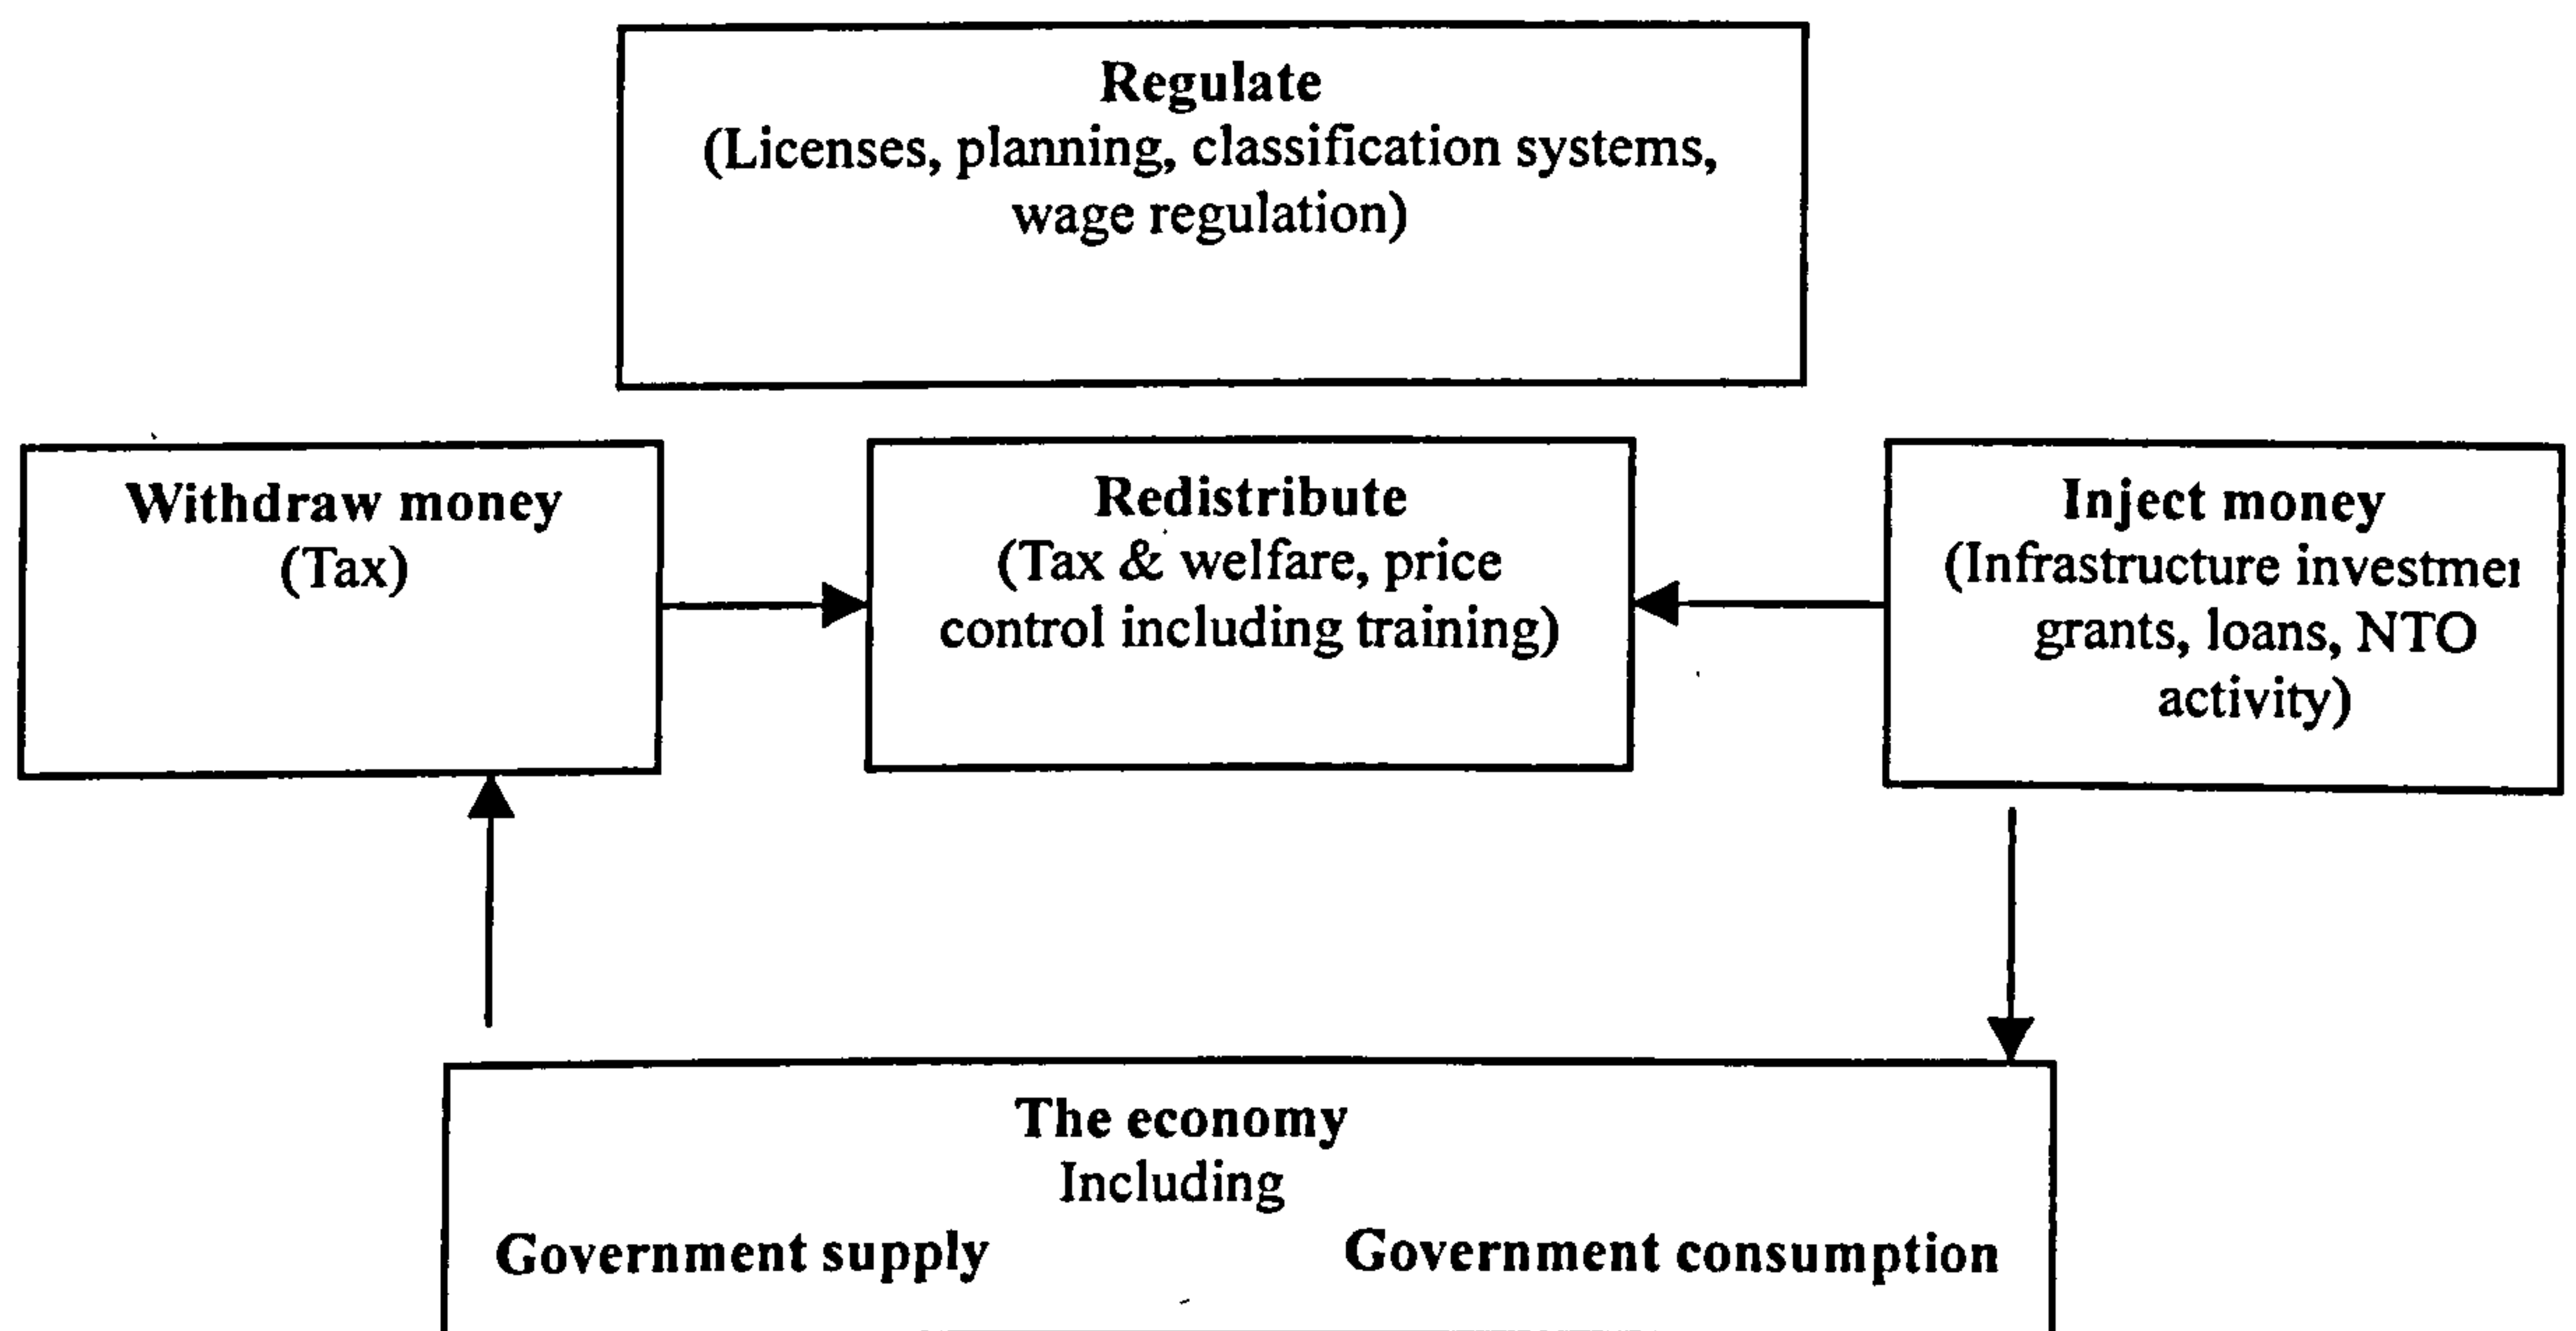 Regulate
(Licenses, planning, classification systems,
wage regulation)
Withdraw money
(Tax)
Redistribute
(Tax & welfare, price
control including training)
Inject money
(Infrastructure
grants, loans, NTO
activity)
The economy
Including
Government supply
Government consumption